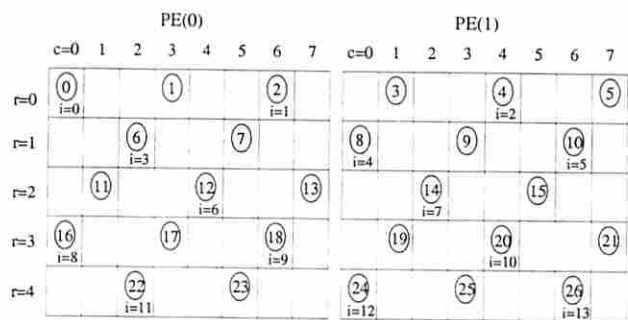 PE(0) PE(1)
c=0 1 2 3 4 5 6 7 c=0 1 2 3 4 5 6 7
r=0 0 1 2 3 4 5
i=0 i=1 i=2
r=1 6 7 8 9 10
i=3 i=4 i=5
r=2 11 12 13 14 15
i=6 i=7
r=3 16 17 18 19 20 21
i=8 i=9 i=10
r=4 22 23 24 25 26
i=11 i=12 i=13